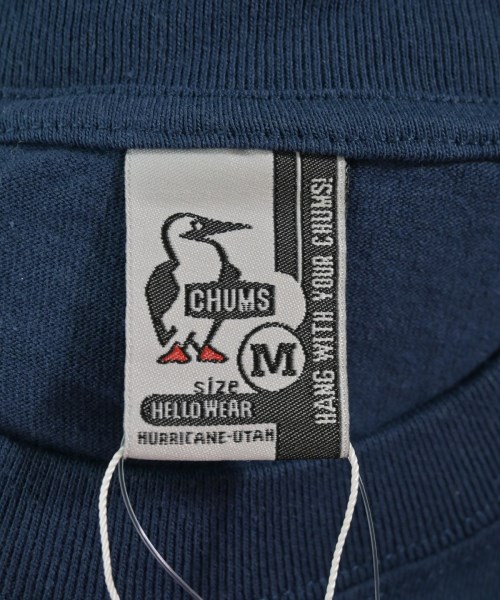 CHUMS
M
size
HELLO WEAR
HURRICANE-UTAH
HANG WITH YOUR CHUMS!